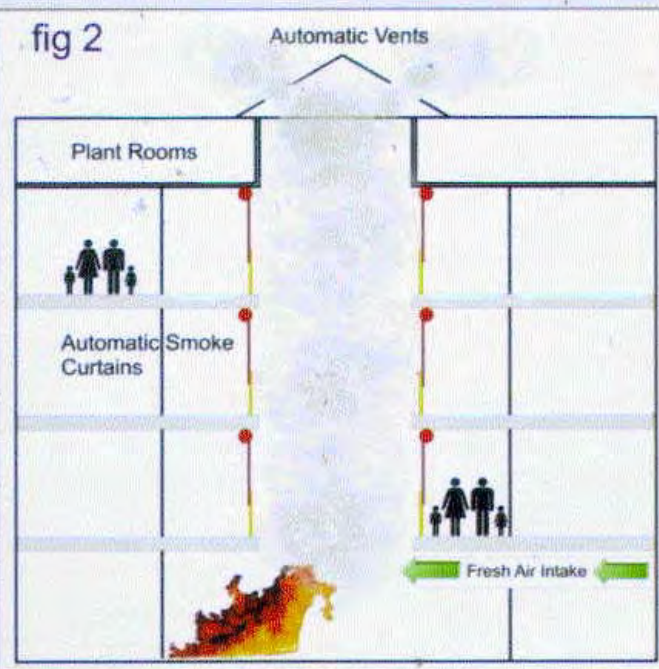 fig 2
Automatic Vents
Plant Rooms
Automatic Smoke
Curtains
Fresh Air Intake